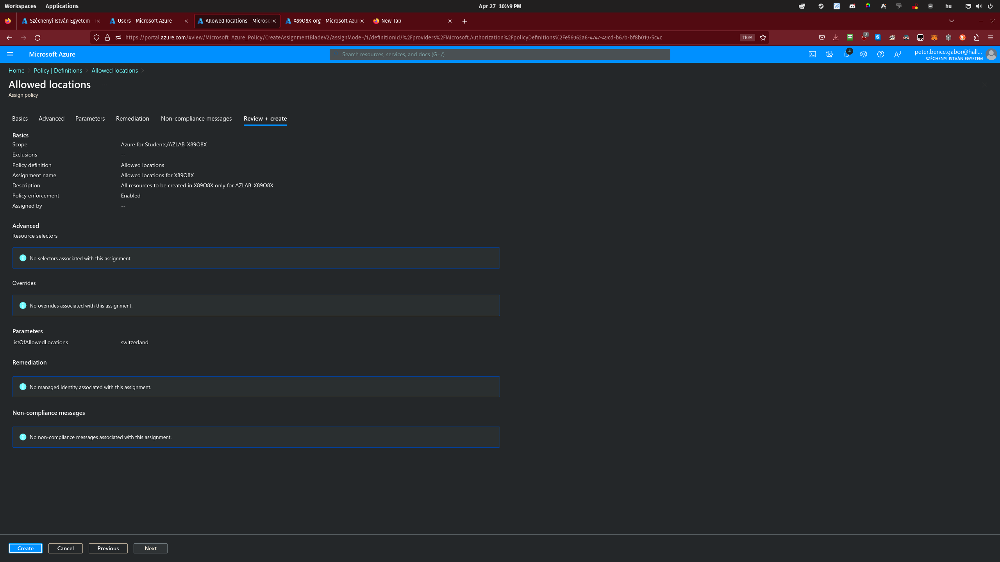 Workspaces Applications Apr 27 10:49 PM hu
Széchenyi István Egyetem - Users - Microsoft Azure Allowed locations - Microso X89O8X-org - Microsoft Azur New Tab
https://portal.azure.com/#view/Microsoft_Azure_Policy/CreateAssignmentBladeV2/assignMode~/1/definitionId/%2Fproviders%2FMicrosoft.Authorization%2FpolicyDefinitions%2Fe56962a6-4747-49cd-b67b-bf8b01975c4c 110% 3
Microsoft Azure Search resources, services, and docs (G+/) 4 peter.bence.gabor@hall...
SZÉCHENYI ISTVÁN EGYETEM
Home Policy | Definitions Allowed locations
Allowed locations
Assign policy
Basics Advanced Parameters Remediation Non-compliance messages Review + create
Basics
Scope Azure for Students/AZLAB_X89O8X
Exclusions --
Policy definition Allowed locations
Assignment name Allowed locations for X89O8X
Description All resources to be created in X89O8X only for AZLAB_X89O8X
Policy enforcement Enabled
Assigned by --
Advanced
Resource selectors
No selectors associated with this assignment.
Overrides
No overrides associated with this assignment.
Parameters
listOfAllowedLocations switzerland
Remediation
No managed identity associated with this assignment.
Non-compliance messages
No non-compliance messages associated with this assignment.
Create Cancel Previous Next